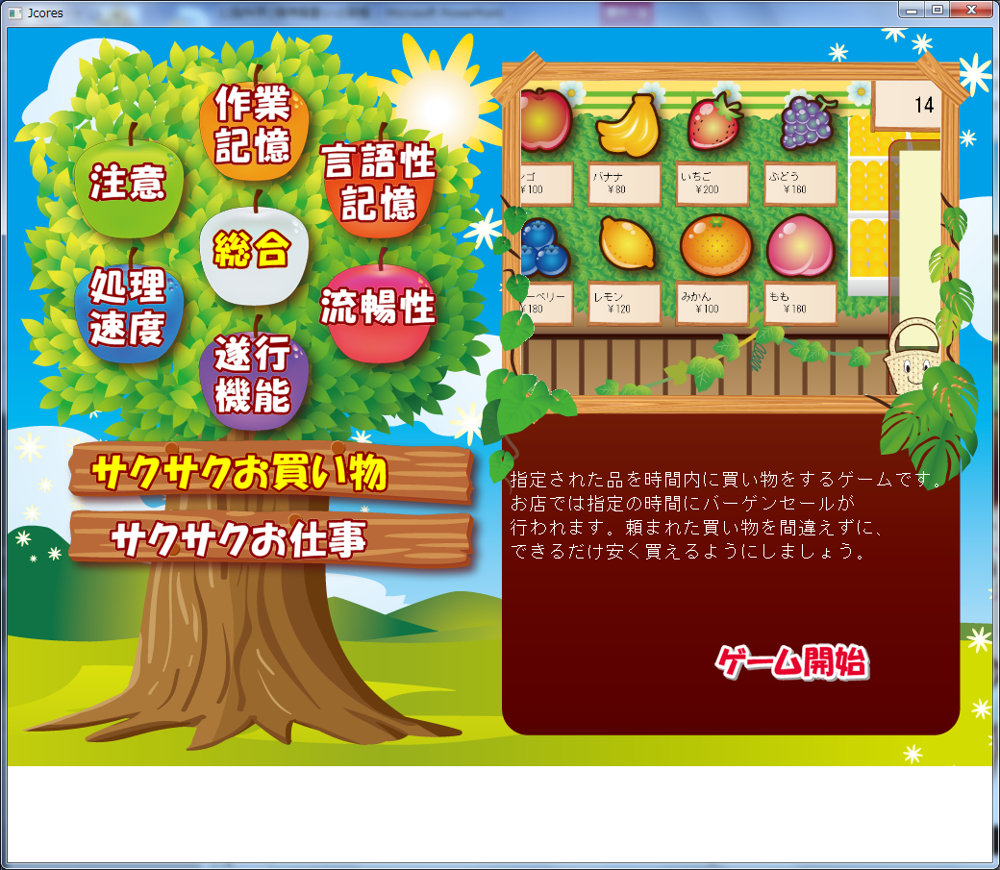 Jcores
作業
記憶
注意
言語性
記憶
総合
処理
速度
流暢性
遂行
機能
サクサクお買い物
サクサクお仕事
14
ンゴ
¥100
バナナ
¥80
いちご
¥200
ぶどう
¥160
ーベリー
¥180
レモン
¥120
みかん
¥100
もも
¥160
指定された品を時間内に買い物をするゲームです。
お店では指定の時間にバーゲンセールが
行われます。頼まれた買い物を間違えずに、
できるだけ安く買えるようにしましょう。
ゲーム開始